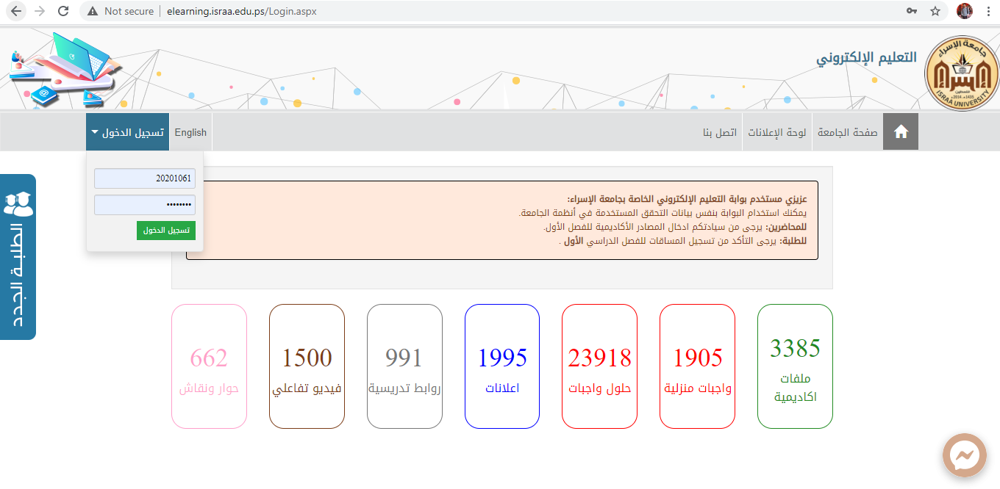 Not secure
elearning.israa.edu.ps/Login.aspx
التعليم الإلكتروني
جامعة الإسراء
الإسراء
فلسطين
1435هـ - 2014م
ISRAA UNIVERSITY
صفحة الجامعة
لوحة الإعلانات
اتصل بنا
English
تسجيل الدخول
20201061
••••••••
تسجيل الدخول
الطلبة الجدد
عزيزي مستخدم بوابة التعليم الإلكتروني الخاصة بجامعة الإسراء:
يمكنك استخدام البوابة بنفس بيانات التحقق المستخدمة في أنظمة الجامعة.
للمحاضرين: يرجى من سيادتكم ادخال المصادر الأكاديمية للفصل الأول.
للطلبة: يرجى التأكد من تسجيل المساقات للفصل الدراسي الأول .
3385
ملفات
اكاديمية
1905
واجبات منزلية
23918
حلول واجبات
1995
اعلانات
991
روابط تدريسية
1500
فيديو تفاعلي
662
حوار ونقاش